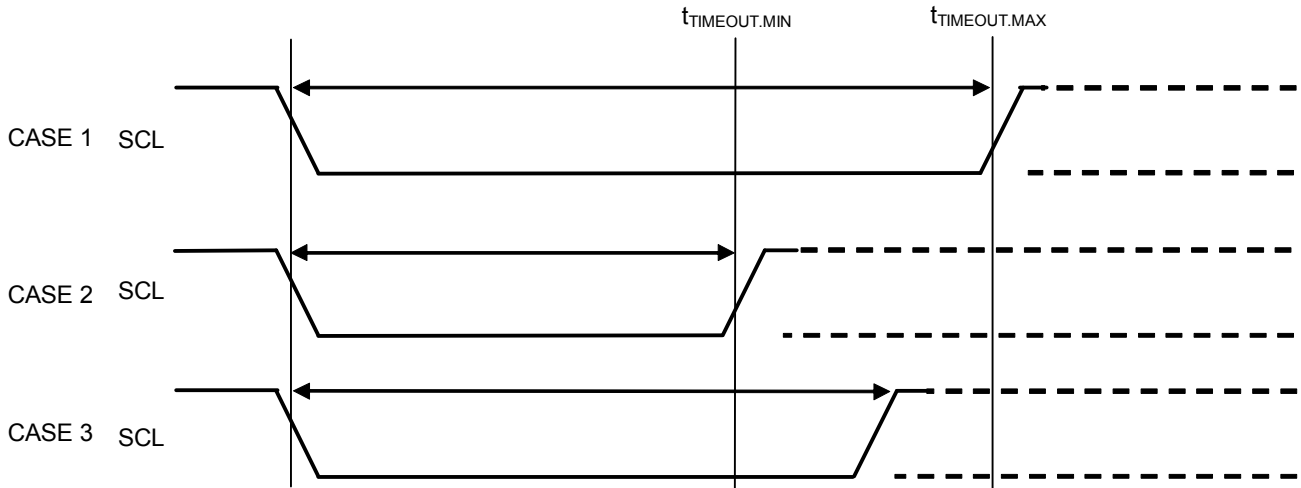 tTIMEOUT.MIN tTIMEOUT.MAX
CASE 1 SCL
CASE 2 SCL
CASE 3 SCL